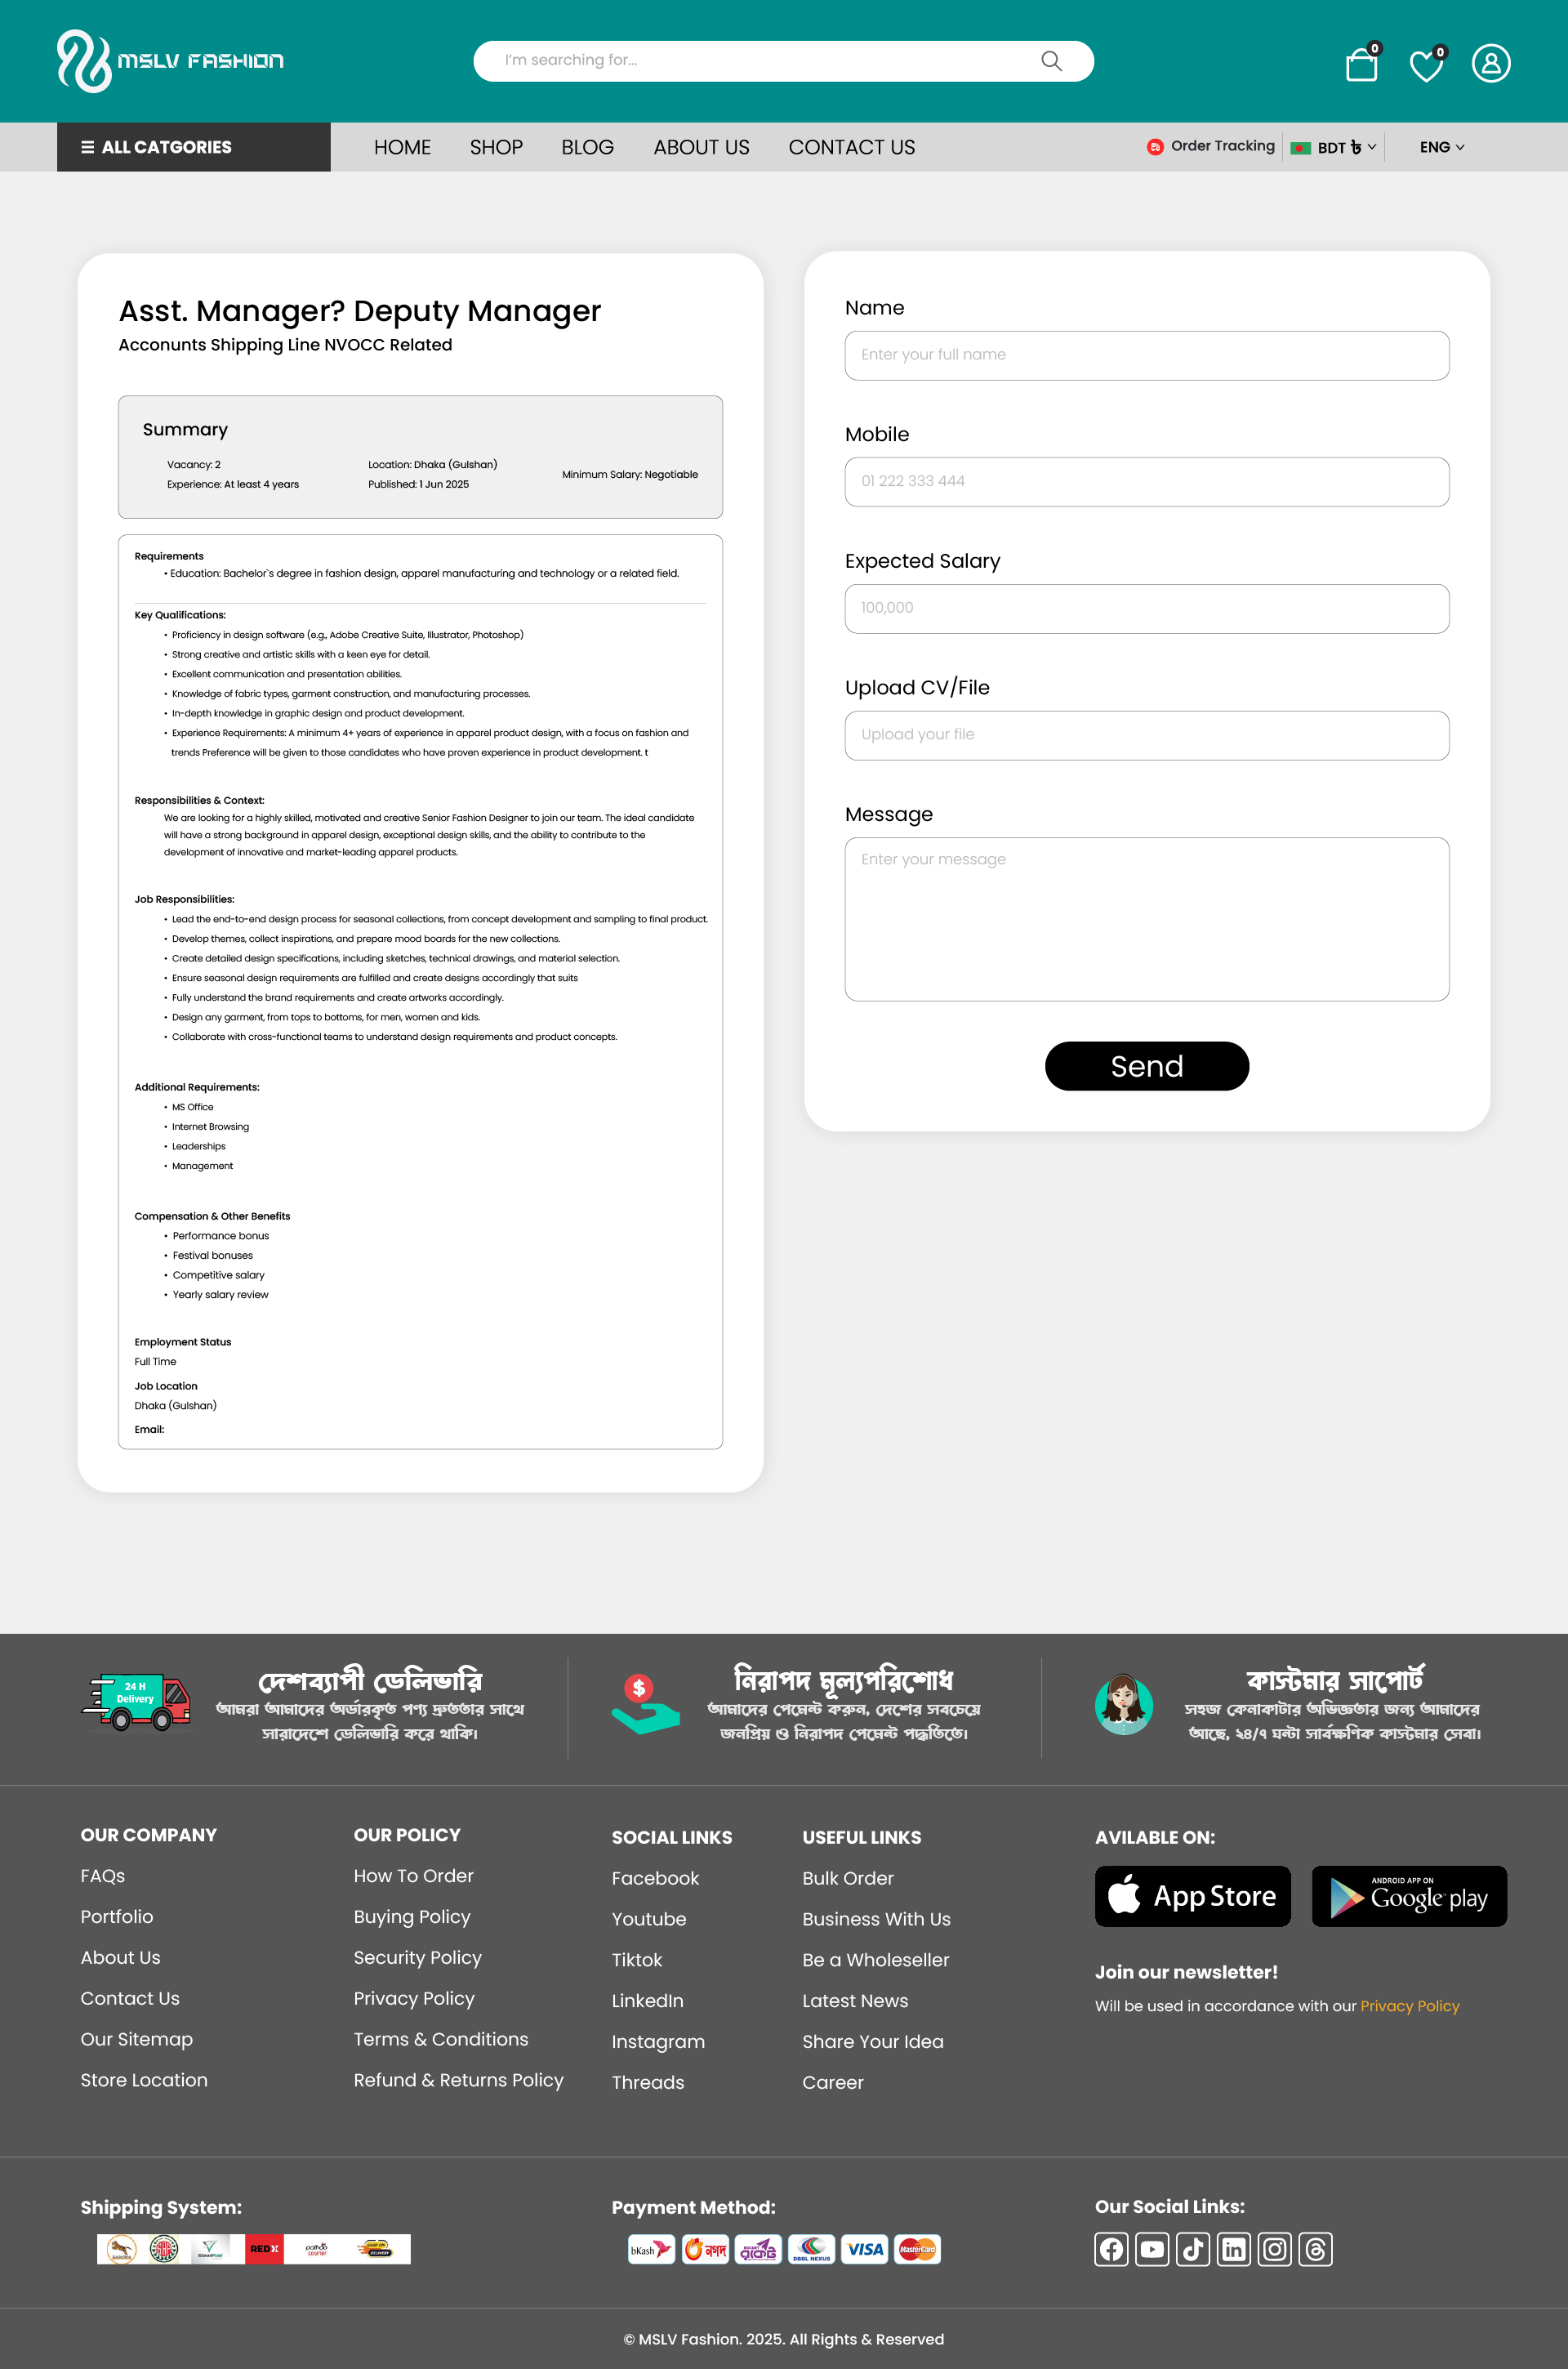 MSLV FASHION
I'm searching for...
0
0
ALL CATGORIES
HOME
SHOP
BLOG
ABOUT US
CONTACT US
Order Tracking
BDT ৳
ENG
Asst. Manager? Deputy Manager
Acconunts Shipping Line NVOCC Related
Summary
Vacancy: 2
Experience: At least 4 years
Location: Dhaka (Gulshan)
Published: 1 Jun 2025
Minimum Salary: Negotiable
Requirements
• Education: Bachelor`s degree in fashion design, apparel manufacturing and technology or a related field.
Key Qualifications:
• Proficiency in design software (e.g., Adobe Creative Suite, Illustrator, Photoshop)
• Strong creative and artistic skills with a keen eye for detail.
• Excellent communication and presentation abilities.
• Knowledge of fabric types, garment construction, and manufacturing processes.
• In-depth knowledge in graphic design and product development.
• Experience Requirements: A minimum 4+ years of experience in apparel product design, with a focus on fashion and
trends Preference will be given to those candidates who have proven experience in product development. t
Responsibilities & Context:
We are looking for a highly skilled, motivated and creative Senior Fashion Designer to join our team. The ideal candidate
will have a strong background in apparel design, exceptional design skills, and the ability to contribute to the
development of innovative and market-leading apparel products.
Job Responsibilities:
• Lead the end-to-end design process for seasonal collections, from concept development and sampling to final product.
• Develop themes, collect inspirations, and prepare mood boards for the new collections.
• Create detailed design specifications, including sketches, technical drawings, and material selection.
• Ensure seasonal design requirements are fulfilled and create designs accordingly that suits
• Fully understand the brand requirements and create artworks accordingly.
• Design any garment, from tops to bottoms, for men, women and kids.
• Collaborate with cross-functional teams to understand design requirements and product concepts.
Additional Requirements:
• MS Office
• Internet Browsing
• Leaderships
• Management
Compensation & Other Benefits
• Performance bonus
• Festival bonuses
• Competitive salary
• Yearly salary review
Employment Status
Full Time
Job Location
Dhaka (Gulshan)
Email:
Name
Enter your full name
Mobile
01 222 333 444
Expected Salary
100,000
Upload CV/File
Upload your file
Message
Enter your message
Send
24 H
Delivery
দেশব্যাপী ডেলিভারি
আমরা আমাদের অর্ডারকৃত পণ্য দ্রুততার সাথে
সারাদেশে ডেলিভারি করে থাকি।
$
নিরাপদ মূল্যপরিশোধ
আমাদের পেমেন্ট করুন, দেশের সবচেয়ে
জনপ্রিয় ও নিরাপদ পেমেন্ট পদ্ধতিতে।
কাস্টমার সাপোর্ট
সহজ কেনাকাটার অভিজ্ঞতার জন্য আমাদের
আছে, ২৪/৭ ঘন্টা সার্বক্ষণিক কাস্টমার সেবা।
OUR COMPANY
FAQs
Portfolio
About Us
Contact Us
Our Sitemap
Store Location
OUR POLICY
How To Order
Buying Policy
Security Policy
Privacy Policy
Terms & Conditions
Refund & Returns Policy
SOCIAL LINKS
Facebook
Youtube
Tiktok
LinkedIn
Instagram
Threads
USEFUL LINKS
Bulk Order
Business With Us
Be a Wholeseller
Latest News
Share Your Idea
Career
AVILABLE ON:
App Store
ANDROID APP ON
Google play
Join our newsletter!
Will be used in accordance with our Privacy Policy
Shipping System:
REDX
pathao
courier
DELIVERY
Payment Method:
bKash
নগদ
রকেট
DBBL NEXUS
VISA
MasterCard
Our Social Links:
© MSLV Fashion. 2025. All Rights & Reserved